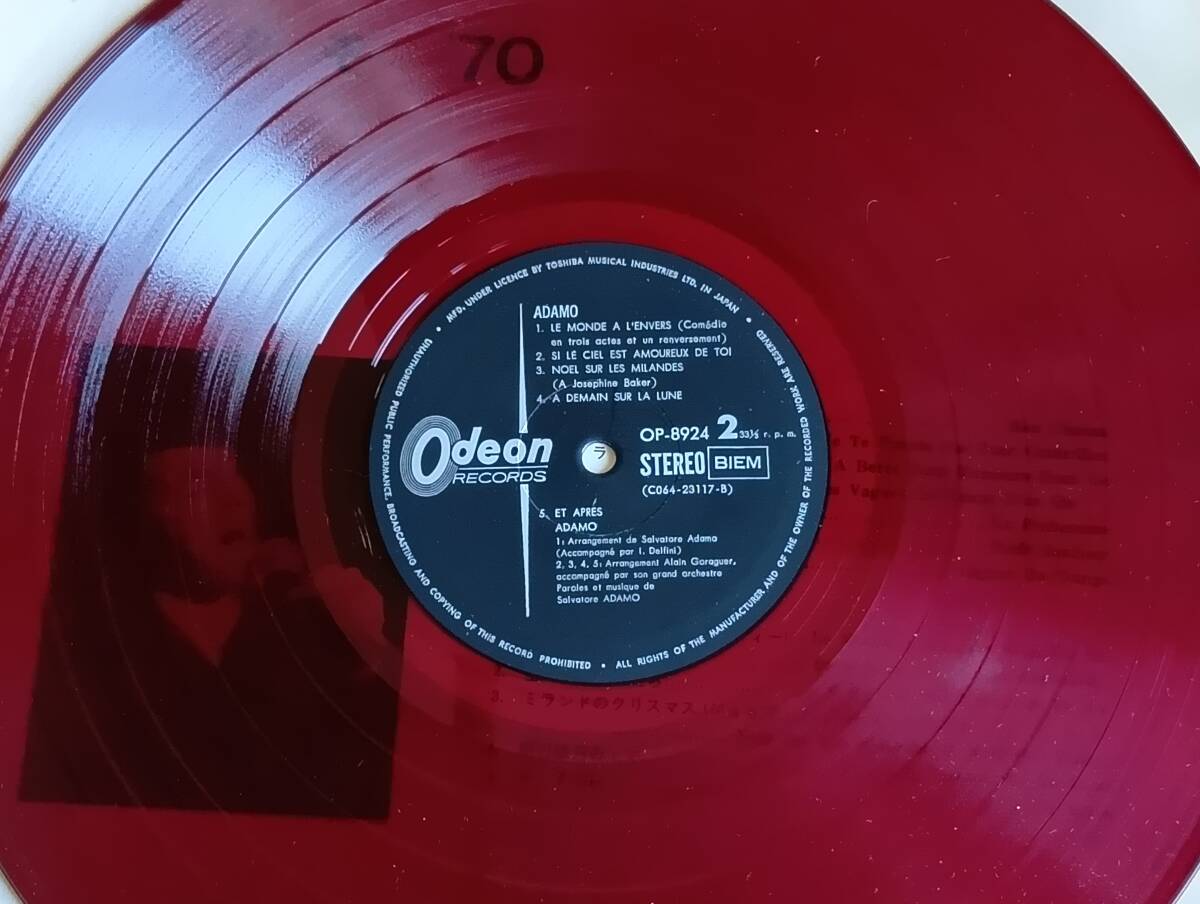 70
MFD. UNDER LICENCE BY TOSHIBA MUSICAL INDUSTRIES LTD. IN JAPAN •
ADAMO
1. LE MONDE A L'ENVERS (Comédie
en trois actes et un renversement)
2. SI LE CIEL EST AMOUREUX DE TOI
3. NOEL SUR LES MILANDES
(A Josephine Baker)
4. A DEMAIN SUR LA LUNE
Odeon
RECORDS
ラ
OP-8924 2 33⅓ r. p. m.
STEREO BIEM
(C064-23117-B)
5. ET APRÉS
ADAMO
1: Arrangement de Salvatore Adamo
(Accompagné par I. Delfini)
2, 3, 4, 5: Arrangement Alain Goraguer,
accompagné par son grand orchestre
Paroles et musique de
Salvatore ADAMO
• UNAUTHORIZED PUBLIC PERFORMANCE, BROADCASTING AND COPYING OF THIS RECORD PROHIBITED •
ALL RIGHTS OF THE MANUFACTURER AND OF THE OWNER OF THE RECORDED WORK ARE RESERVED
3. ミランドのクリスマス